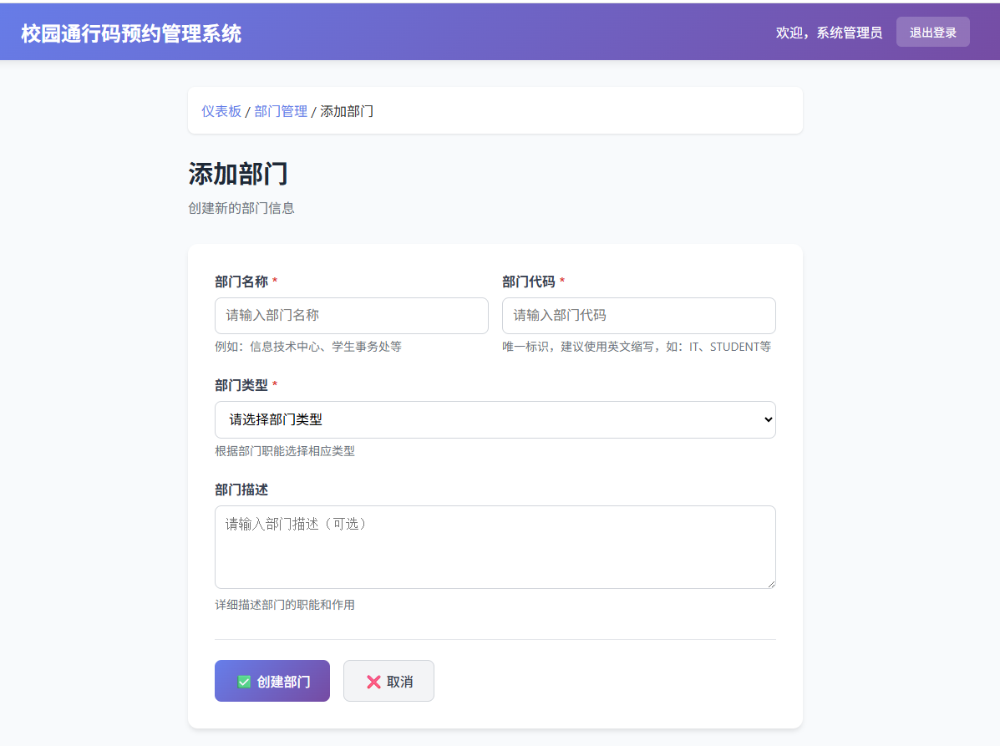 校园通行码预约管理系统
欢迎，系统管理员 退出登录
仪表板 / 部门管理 / 添加部门
添加部门
创建新的部门信息
部门名称 * 部门代码 *
请输入部门名称 请输入部门代码
例如：信息技术中心、学生事务处等 唯一标识，建议使用英文缩写，如：IT、STUDENT等
部门类型 *
请选择部门类型
根据部门职能选择相应类型
部门描述
请输入部门描述（可选）
详细描述部门的职能和作用
✅ 创建部门 ❌ 取消